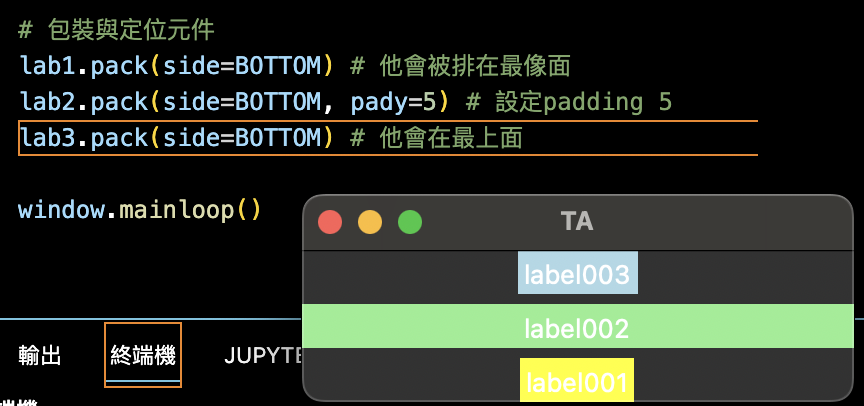 # 包裝與定位元件
lab1.pack(side=BOTTOM) # 他會被排在最像面
lab2.pack(side=BOTTOM, pady=5) # 設定padding 5
lab3.pack(side=BOTTOM) # 他會在最上面
window.mainloop()
TA
label003
label002
label001
輸出 終端機 JUPYTE